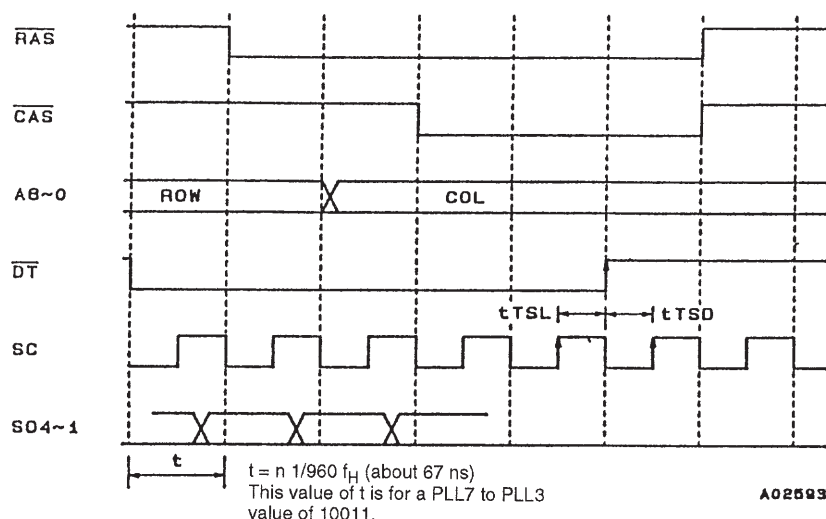 RAS
CAS
A8~0
ROW
COL
DT
tTSL
tTSD
SC
SO4~1
t
t = n 1/960 fH (about 67 ns)
This value of t is for a PLL7 to PLL3
value of 10011.
A02593